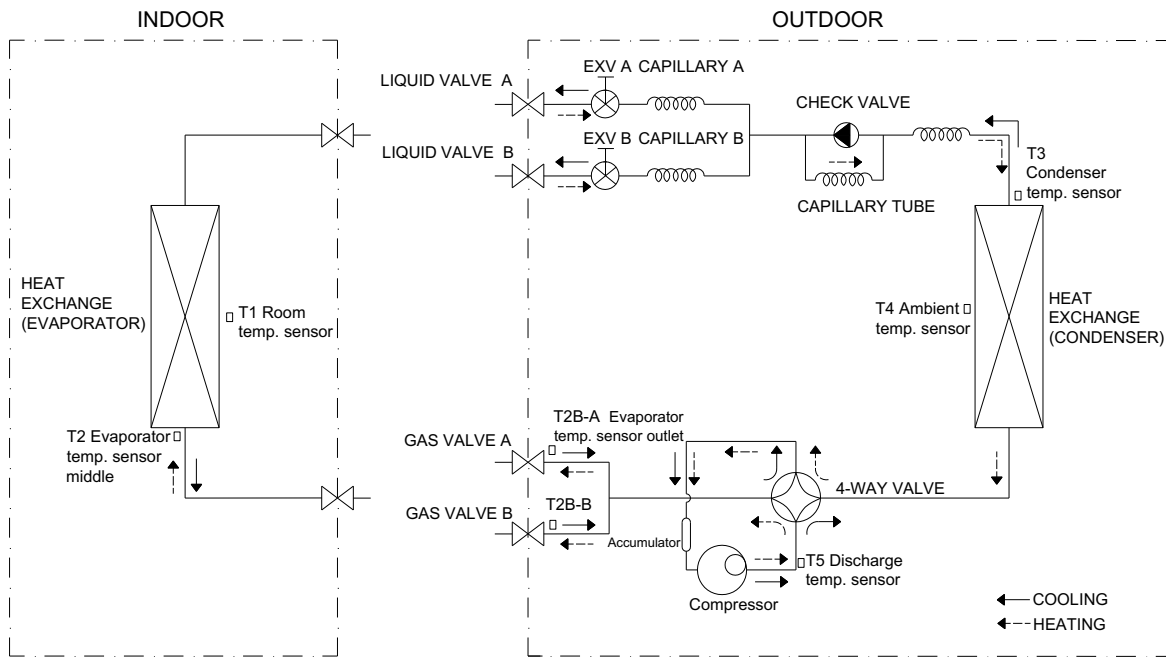 INDOOR
OUTDOOR
LIQUID VALVE A
EXV A CAPILLARY A
CHECK VALVE
LIQUID VALVE B
EXV B CAPILLARY B
T3
Condenser
temp. sensor
CAPILLARY TUBE
HEAT
EXCHANGE
(EVAPORATOR)
T1 Room
temp. sensor
T4 Ambient
temp. sensor
HEAT
EXCHANGE
(CONDENSER)
T2 Evaporator
temp. sensor
middle
T2B-A Evaporator
temp. sensor outlet
GAS VALVE A
4-WAY VALVE
T2B-B
GAS VALVE B
Accumulator
T5 Discharge
temp. sensor
Compressor
COOLING
HEATING